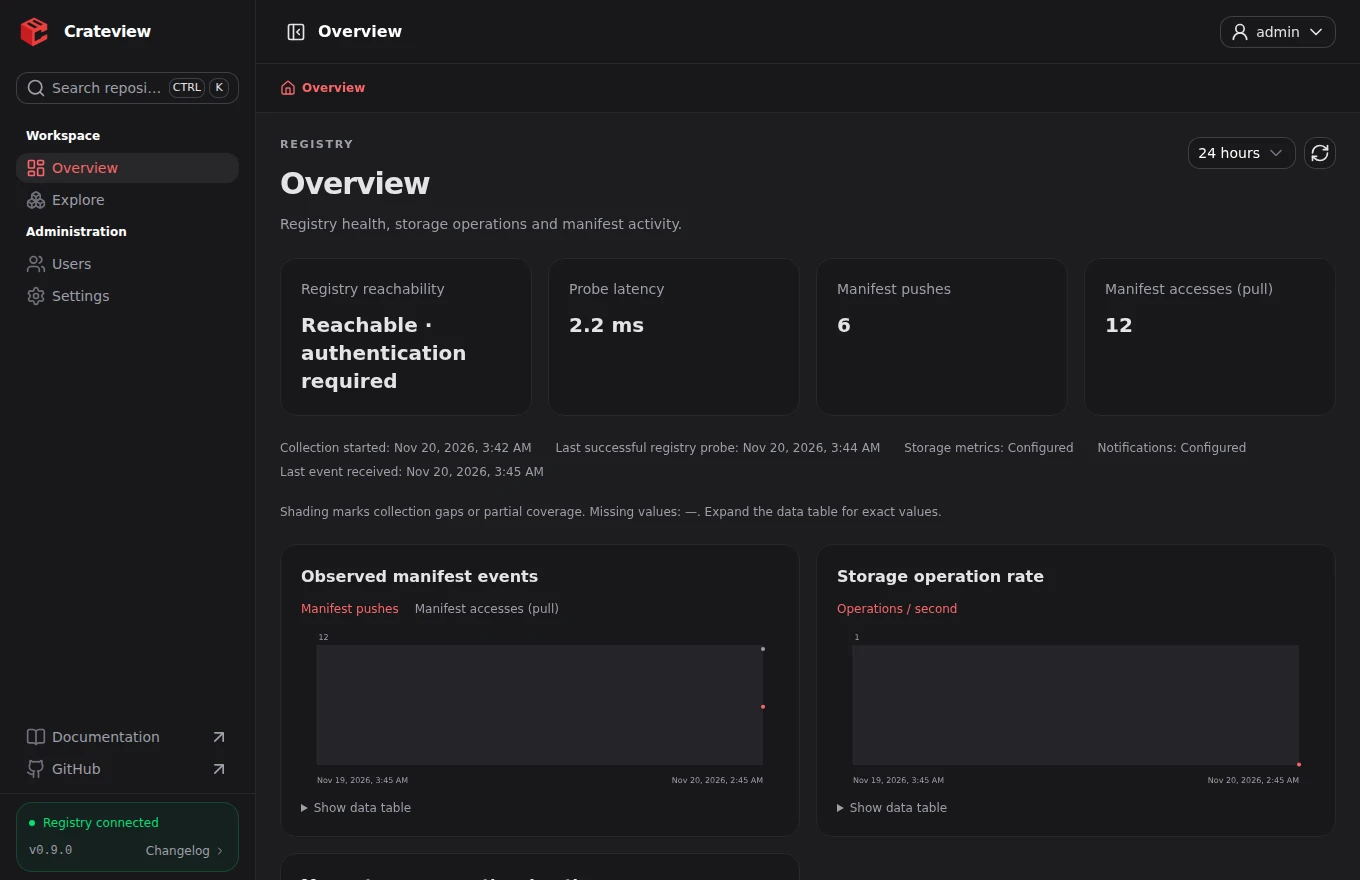 Crateview
Overview
admin
Search reposi... CTRL K
Overview
Workspace
Overview
Explore
Administration
Users
Settings
REGISTRY
24 hours
Overview
Registry health, storage operations and manifest activity.
Registry reachability
Reachable ·
authentication
required
Probe latency
2.2 ms
Manifest pushes
6
Manifest accesses (pull)
12
Collection started: Nov 20, 2026, 3:42 AM Last successful registry probe: Nov 20, 2026, 3:44 AM Storage metrics: Configured Notifications: Configured
Last event received: Nov 20, 2026, 3:45 AM
Shading marks collection gaps or partial coverage. Missing values: —. Expand the data table for exact values.
Observed manifest events
Manifest pushes Manifest accesses (pull)
12
Nov 19, 2026, 3:45 AM Nov 20, 2026, 2:45 AM
Show data table
Storage operation rate
Operations / second
1
Nov 19, 2026, 3:45 AM Nov 20, 2026, 2:45 AM
Show data table
Documentation
GitHub
Registry connected
v0.9.0 Changelog